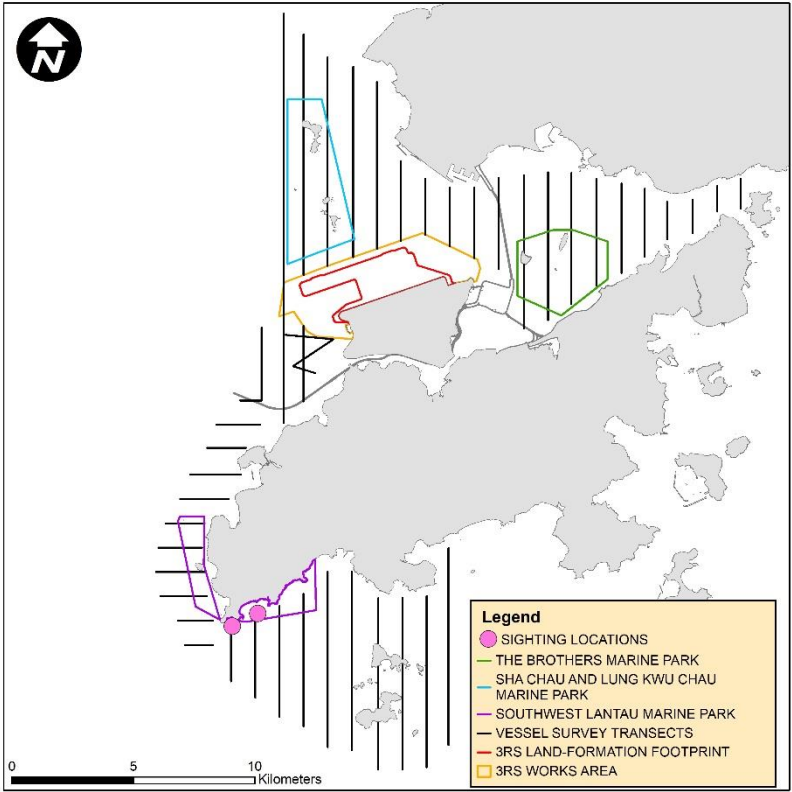 N
Legend
SIGHTING LOCATIONS
THE BROTHERS MARINE PARK
SHA CHAU AND LUNG KWU CHAU
MARINE PARK
SOUTHWEST LANTAU MARINE PARK
VESSEL SURVEY TRANSECTS
3RS LAND-FORMATION FOOTPRINT
3RS WORKS AREA
0 5 10
Kilometers